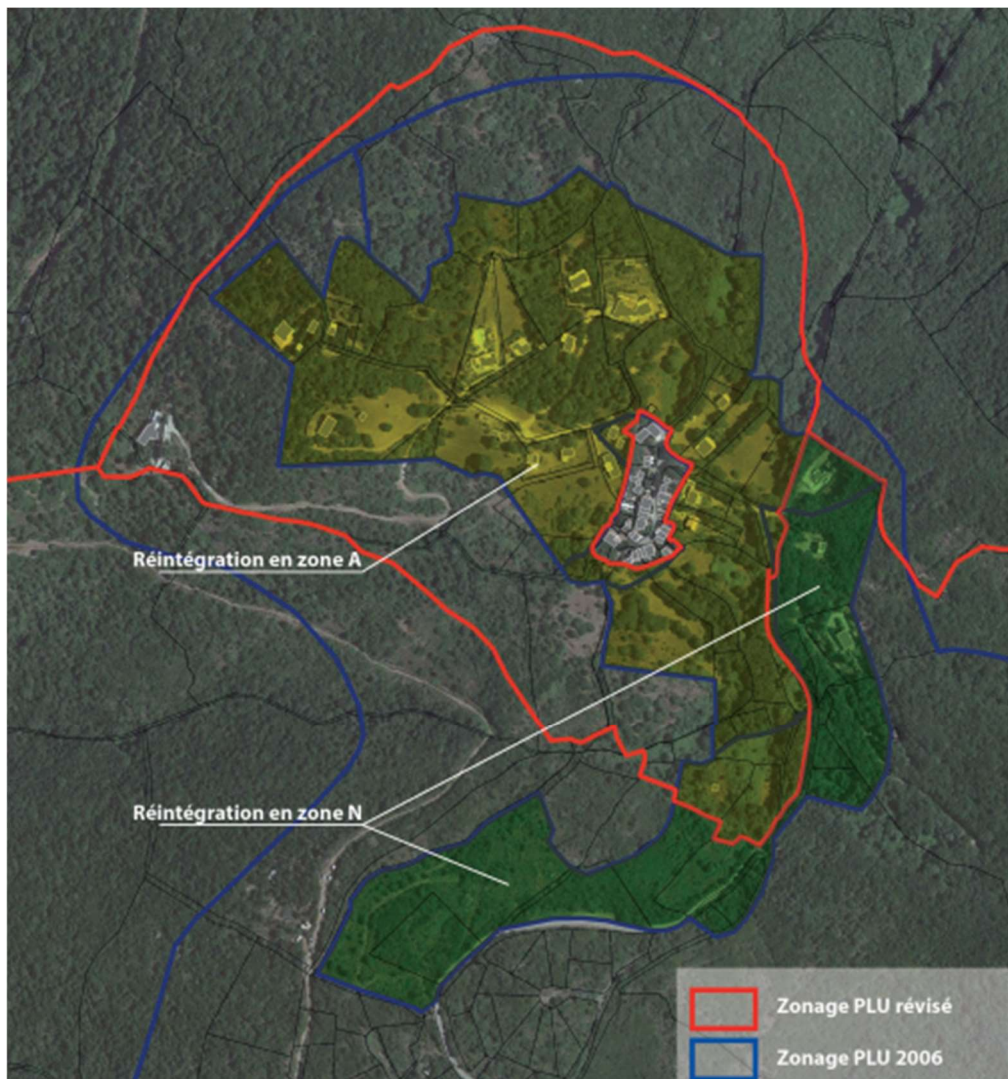 Réintégration en zone A
Réintégration en zone N
Zonage PLU révisé
Zonage PLU 2006